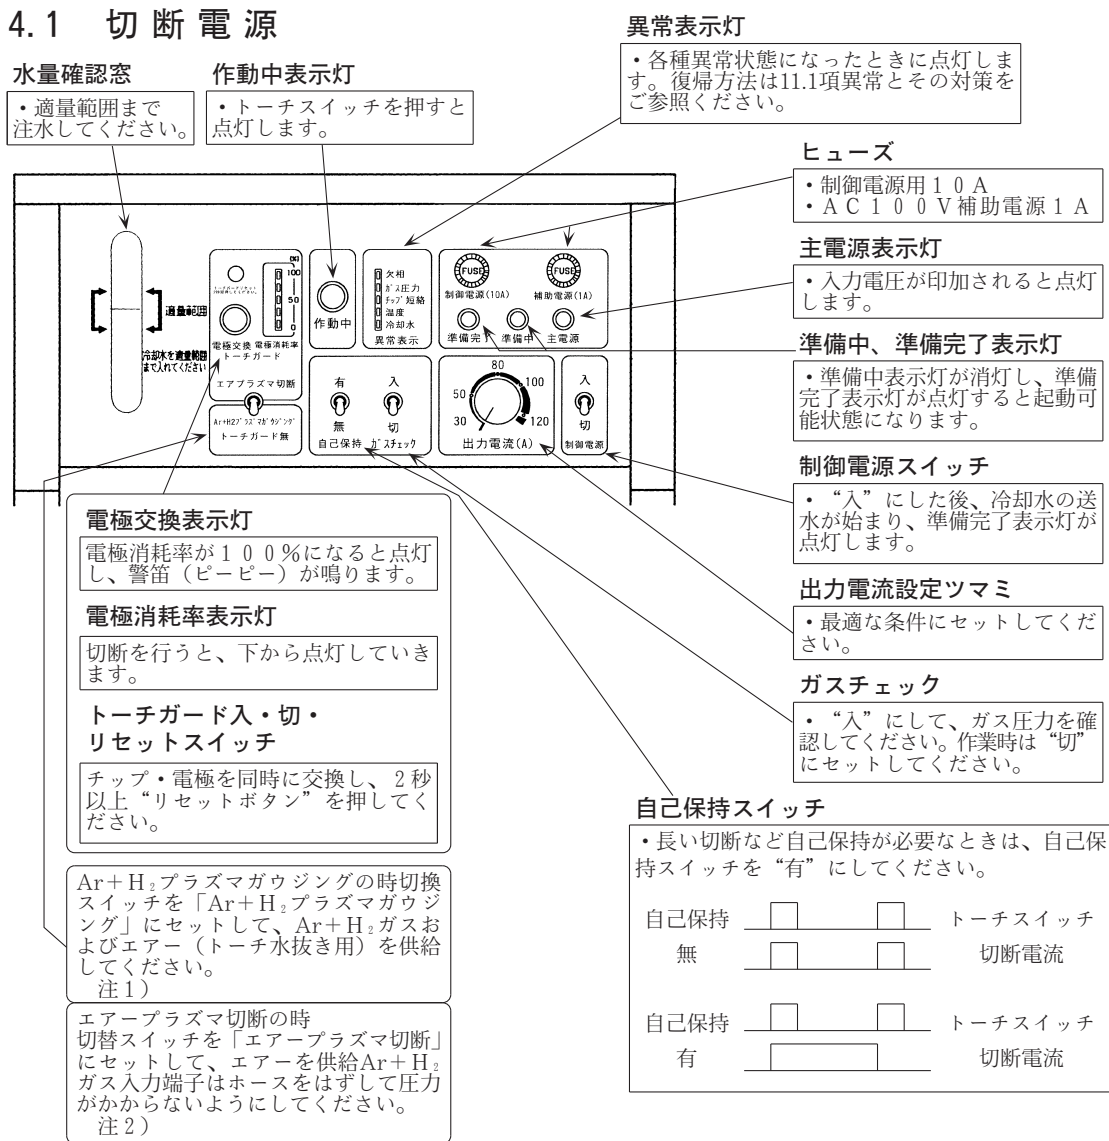 4.1 切断電源
水量確認窓
・適量範囲まで
注水してください。
作動中表示灯
・トーチスイッチを押すと
点灯します。
異常表示灯
・各種異常状態になったときに点灯しま
す。復帰方法は11.1項異常とその対策を
ご参照ください。
ヒューズ
・制御電源用10A
・AC100V補助電源1A
主電源表示灯
・入力電圧が印加されると点灯
します。
準備中、準備完了表示灯
・準備中表示灯が消灯し、準備
完了表示灯が点灯すると起動可
能状態になります。
制御電源スイッチ
・“入”にした後、冷却水の送
水が始まり、準備完了表示灯が
点灯します。
出力電流設定ツマミ
・最適な条件にセットしてくだ
さい。
ガスチェック
・“入”にして、ガス圧力を確
認してください。作業時は“切”
にセットしてください。
適量範囲
冷却水を適量範囲
まで入れてください
100
50
0
電極交換 電極消耗率
トーチガード
エアプラズマ切断
Ar+H2プラズマガウジング
トーチガード無
作動中
欠相
ガス圧力
チップ短絡
温度
冷却水
異常表示
FUSE
FUSE
制御電源(10A)
補助電源(1A)
準備完了 準備中 主電源
有
無
自己保持
入
切
ガスチェック
30
50
80
100
120
出力電流(A)
入
切
制御電源
電極交換表示灯
電極消耗率が100%になると点灯
し、警笛（ピーピー）が鳴ります。
電極消耗率表示灯
切断を行うと、下から点灯していき
ます。
トーチガード入・切・
リセットスイッチ
チップ・電極を同時に交換し、2秒
以上“リセットボタン”を押してく
ださい。
Ar+H₂プラズマガウジングの時切換
スイッチを「Ar+H₂プラズマガウジ
ング」にセットして、Ar+H₂ガスお
よびエアー（トーチ水抜き用）を供給
してください。
注1）
エアープラズマ切断の時
切替スイッチを「エアープラズマ切断」
にセットして、エアーを供給Ar+H₂
ガス入力端子はホースをはずして圧力
がかからないようにしてください。
注2）
自己保持スイッチ
・長い切断など自己保持が必要なときは、自己保
持スイッチを“有”にしてください。
自己保持 トーチスイッチ
無 切断電流
自己保持 トーチスイッチ
有 切断電流